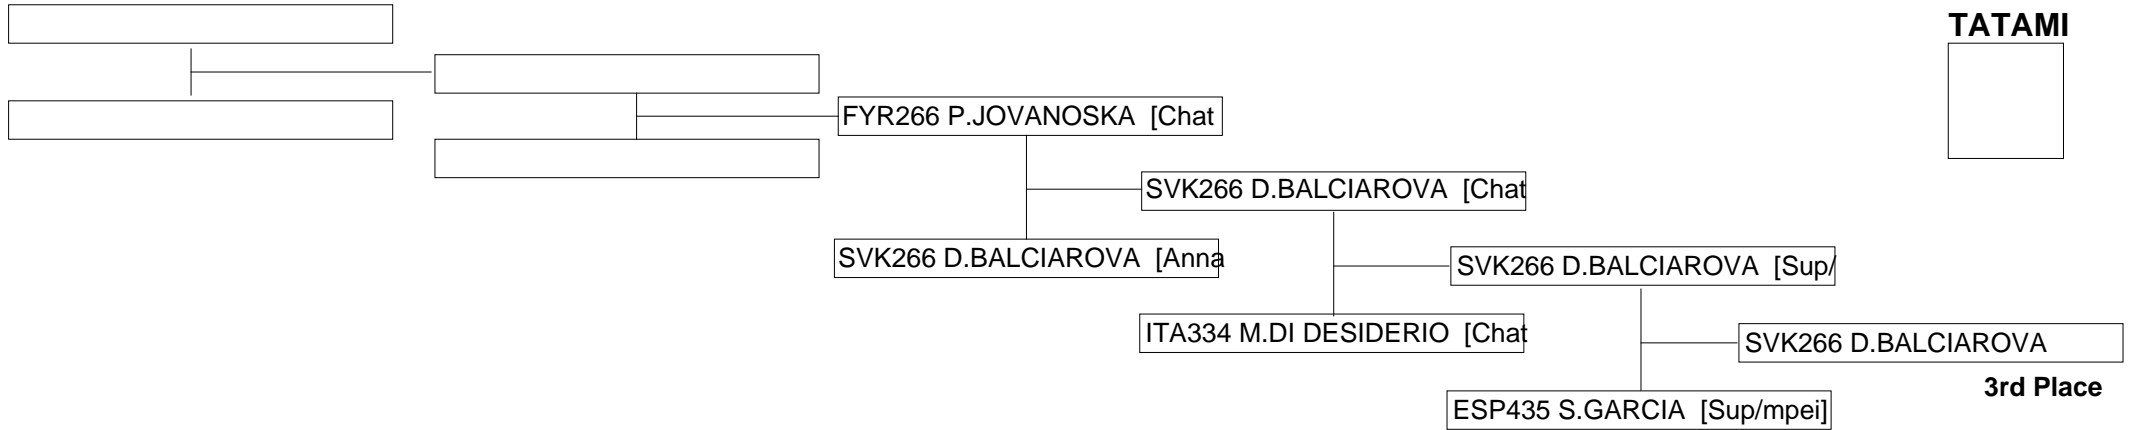 TATAMI
FYR266 P.JOVANOSKA [Chat
SVK266 D.BALCIAROVA [Chat
SVK266 D.BALCIAROVA [Anna
SVK266 D.BALCIAROVA [Sup/
ITA334 M.DI DESIDERIO [Chat
SVK266 D.BALCIAROVA
3rd Place
ESP435 S.GARCIA [Sup/mpei]